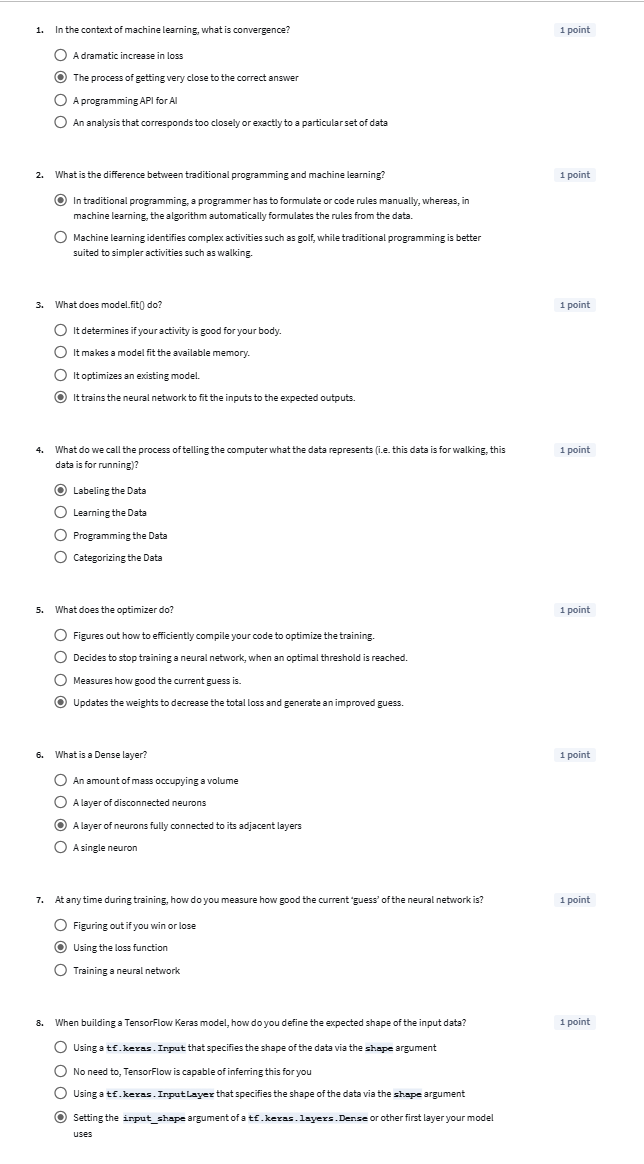 1. In the context of machine learning, what is convergence? 1 point
A dramatic increase in loss
The process of getting very close to the correct answer
A programming API for AI
An analysis that corresponds too closely or exactly to a particular set of data
2. What is the difference between traditional programming and machine learning? 1 point
In traditional programming, a programmer has to formulate or code rules manually, whereas, in
machine learning, the algorithm automatically formulates the rules from the data.
Machine learning identifies complex activities such as golf, while traditional programming is better
suited to simpler activities such as walking.
3. What does model.fit() do? 1 point
It determines if your activity is good for your body.
It makes a model fit the available memory.
It optimizes an existing model.
It trains the neural network to fit the inputs to the expected outputs.
4. What do we call the process of telling the computer what the data represents (i.e. this data is for walking, this 1 point
data is for running)?
Labeling the Data
Learning the Data
Programming the Data
Categorizing the Data
5. What does the optimizer do? 1 point
Figures out how to efficiently compile your code to optimize the training.
Decides to stop training a neural network, when an optimal threshold is reached.
Measures how good the current guess is.
Updates the weights to decrease the total loss and generate an improved guess.
6. What is a Dense layer? 1 point
An amount of mass occupying a volume
A layer of disconnected neurons
A layer of neurons fully connected to its adjacent layers
A single neuron
7. At any time during training, how do you measure how good the current ‘guess’ of the neural network is? 1 point
Figuring out if you win or lose
Using the loss function
Training a neural network
8. When building a TensorFlow Keras model, how do you define the expected shape of the input data? 1 point
Using a tf.keras.Input that specifies the shape of the data via the shape argument
No need to, TensorFlow is capable of inferring this for you
Using a tf.keras.InputLayer that specifies the shape of the data via the shape argument
Setting the input_shape argument of a tf.keras.layers.Dense or other first layer your model
uses